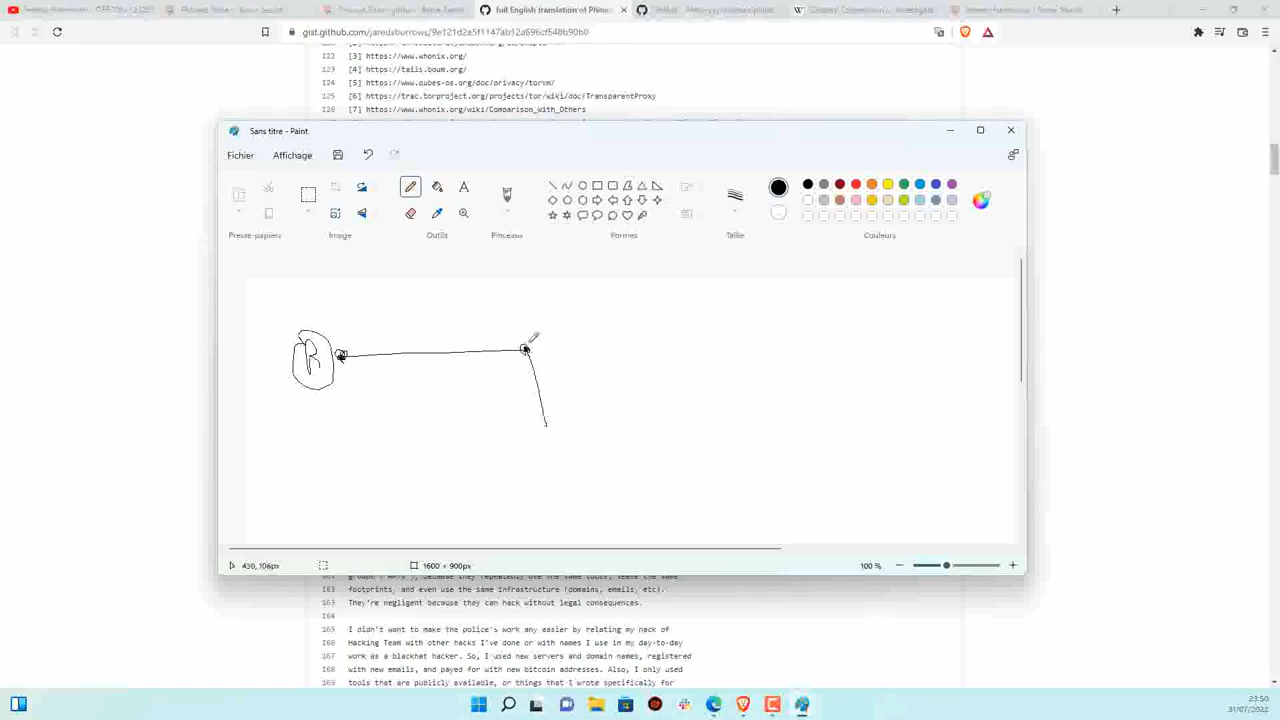 full English translation of Phine
gist.github.com/jaredsburrows/9e121d2e5f1147ab12a696cf548b90b0
122 [3] https://www.whonix.org/
123 [4] https://tails.boum.org/
124 [5] https://www.qubes-os.org/doc/privacy/torvm/
125 [6] https://trac.torproject.org/projects/tor/wiki/doc/TransparentProxy
126 [7] https://www.whonix.org/wiki/Comparison_with_Others
Sans titre - Paint
Fichier Affichage
Presse-papiers Image Outils Pinceaux Formes Taille Couleurs
R
430, 106px 1600 × 900px 100 %
footprints, and even use the same infrastructure (domains, emails, etc).
163 They're negligent because they can hack without legal consequences.
164
165 I didn't want to make the police's work any easier by relating my hack of
166 Hacking Team with other hacks I've done or with names I use in my day-to-day
167 work as a blackhat hacker. So, I used new servers and domain names, registered
168 with new emails, and payed for with new bitcoin addresses. Also, I only used
169 tools that are publicly available, or things that I wrote specifically for
23:50
31/07/2022